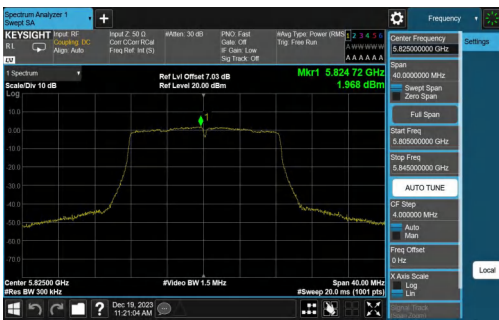 Spectrum Analyzer 1
Swept SA
Frequency
KEYSIGHT
Input: RF
Input Z: 50 Ω
#Atten: 30 dB
PNO: Fast
#Avg Type: Power (RMS
1 2 3 4 5 6
RL
Coupling: DC
Corr CCorr RCal
Gate: Off
Trig: Free Run
A W W W W W
Align: Auto
Freq Ref: Int (S)
IF Gain: Low
A A A A A A
Sig Track: Off
LV
1 Spectrum
Ref Lvl Offset 7.03 dB
Mkr1 5.824 72 GHz
Scale/Div 10 dB
Ref Level 20.00 dBm
1.968 dBm
Log
1
10.0
0.00
-10.0
-20.0
-30.0
-40.0
-50.0
-60.0
-70.0
Center 5.82500 GHz
#Video BW 1.5 MHz
Span 40.00 MHz
#Res BW 300 kHz
#Sweep 20.0 ms (1001 pts)
Dec 19, 2023
11:21:04 AM
?
Center Frequency
5.825000000 GHz
Settings
Span
40.0000000 MHz
Swept Span
Zero Span
Full Span
Start Freq
5.805000000 GHz
Stop Freq
5.845000000 GHz
AUTO TUNE
CF Step
4.000000 MHz
Auto
Man
Freq Offset
0 Hz
X Axis Scale
Log
Lin
Local
Signal Track